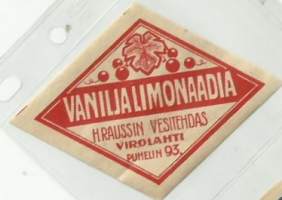 VANILJALIMONAADIA
H.RAUSSIN VESITEHDAS
VIROLAHTI
PUHELIN 93.